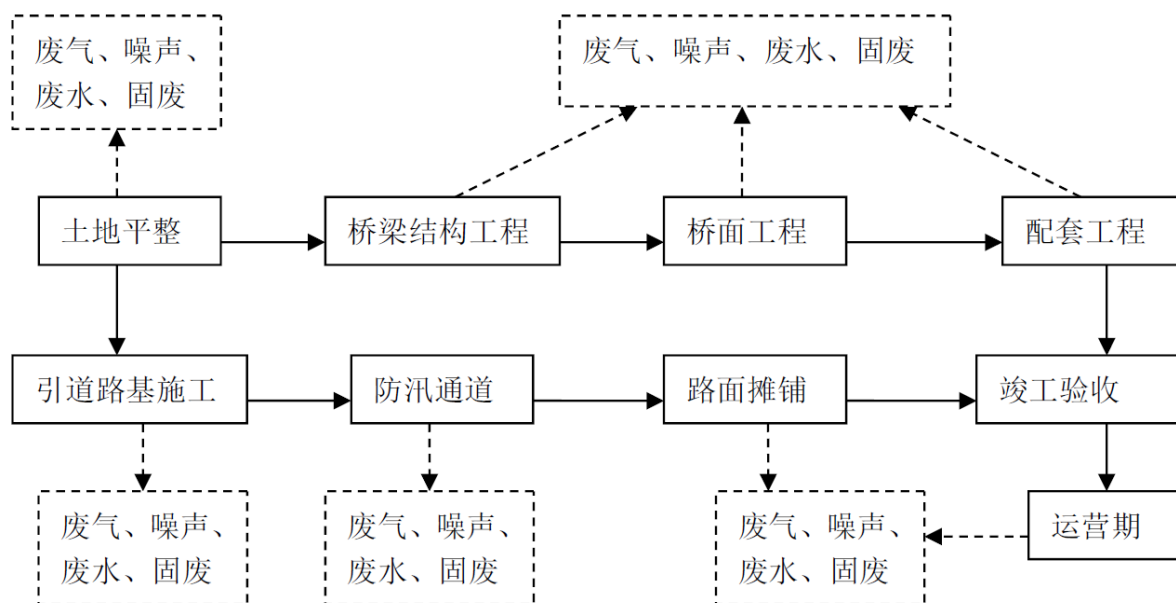 废气、噪声、
废水、固废
废气、噪声、废水、固废
土地平整
桥梁结构工程
桥面工程
配套工程
引道路基施工
防汛通道
路面摊铺
竣工验收
废气、噪声、
废水、固废
废气、噪声、
废水、固废
废气、噪声、
废水、固废
运营期